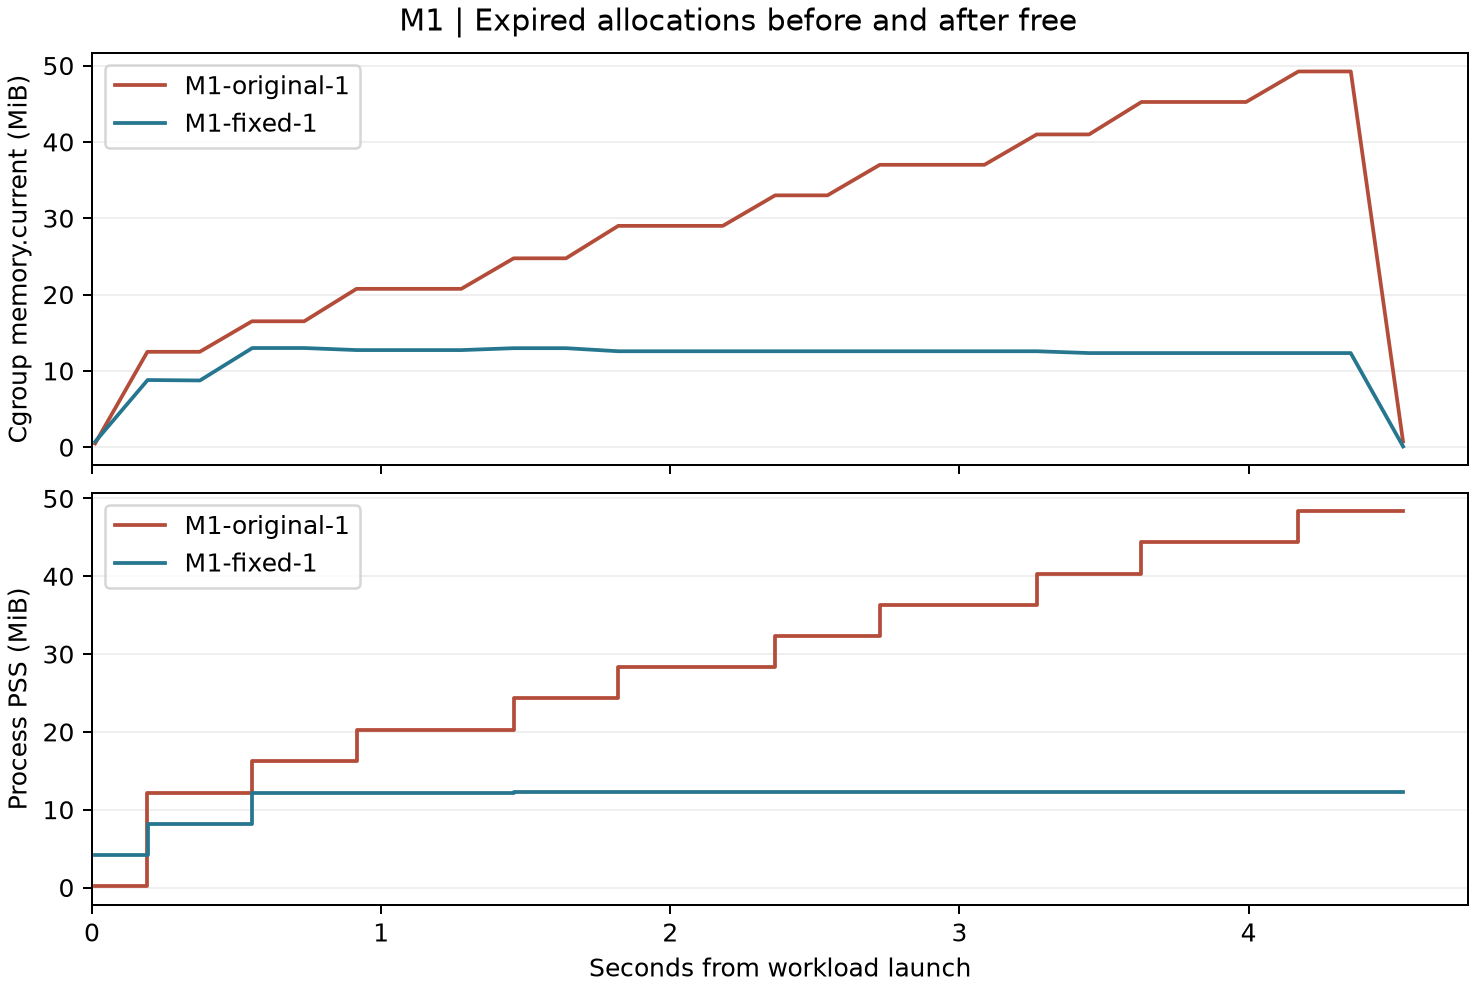 M1 | Expired allocations before and after free
Cgroup memory.current (MiB)
50
40
30
20
10
0
M1-original-1
M1-fixed-1
Process PSS (MiB)
50
40
30
20
10
0
M1-original-1
M1-fixed-1
0 1 2 3 4
Seconds from workload launch